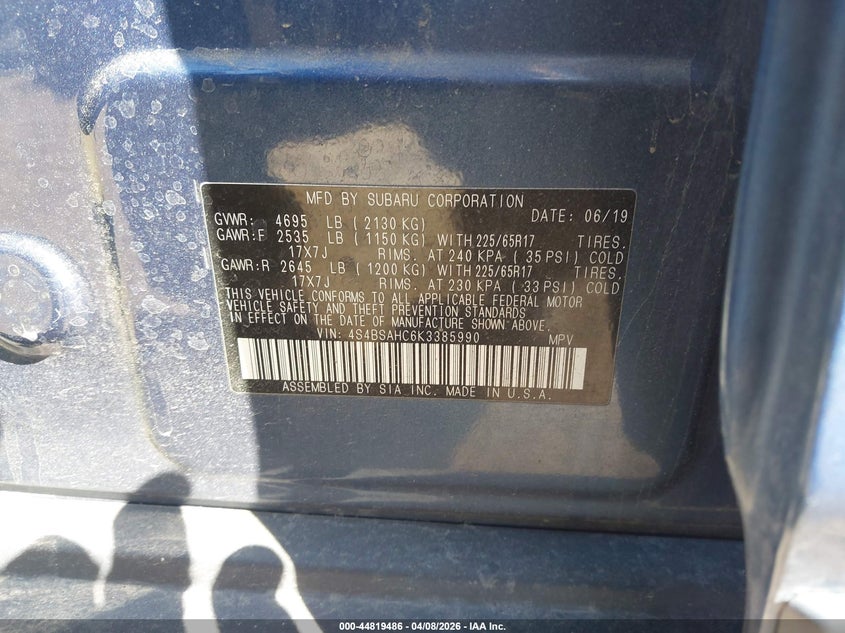 MFD BY SUBARU CORPORATION
GVWR: 4695 LB ( 2130 KG) DATE: 06/19
GAWR:F 2535 LB ( 1150 KG) WITH 225/65R17 TIRES,
17X7J RIMS. AT 240 KPA ( 35 PSI) COLD
GAWR:R 2645 LB ( 1200 KG) WITH 225/65R17 TIRES,
17X7J RIMS. AT 230 KPA ( 33 PSI) COLD
THIS VEHICLE CONFORMS TO ALL APPLICABLE FEDERAL MOTOR
VEHICLE SAFETY AND THEFT PREVENTION STANDARDS
IN EFFECT ON THE DATE OF MANUFACTURE SHOWN ABOVE.
VIN: 4S4BSAHC6K3385990 MPV
ASSEMBLED BY SIA INC. MADE IN U.S.A.
000-44819486 - 04/08/2026 - IAA Inc.